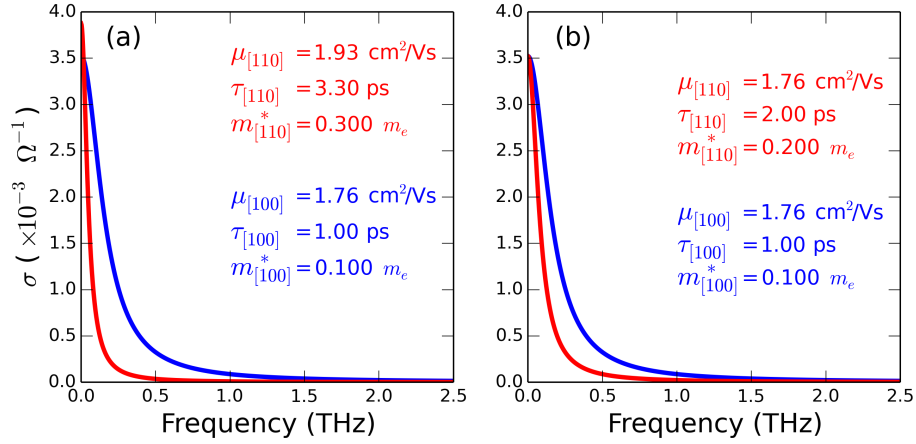 (a)
μ[110] = 1.93 cm²/Vs
τ[110] = 3.30 ps
m*[110] = 0.300 mₑ
μ[100] = 1.76 cm²/Vs
τ[100] = 1.00 ps
m*[100] = 0.100 mₑ
σ ( ×10⁻³ Ω⁻¹)
4.0
3.5
3.0
2.5
2.0
1.5
1.0
0.5
0.0
0.0 0.5 1.0 1.5 2.0 2.5
Frequency (THz)
(b)
μ[110] = 1.76 cm²/Vs
τ[110] = 2.00 ps
m*[110] = 0.200 mₑ
μ[100] = 1.76 cm²/Vs
τ[100] = 1.00 ps
m*[100] = 0.100 mₑ
4.0
3.5
3.0
2.5
2.0
1.5
1.0
0.5
0.0
0.0 0.5 1.0 1.5 2.0 2.5
Frequency (THz)